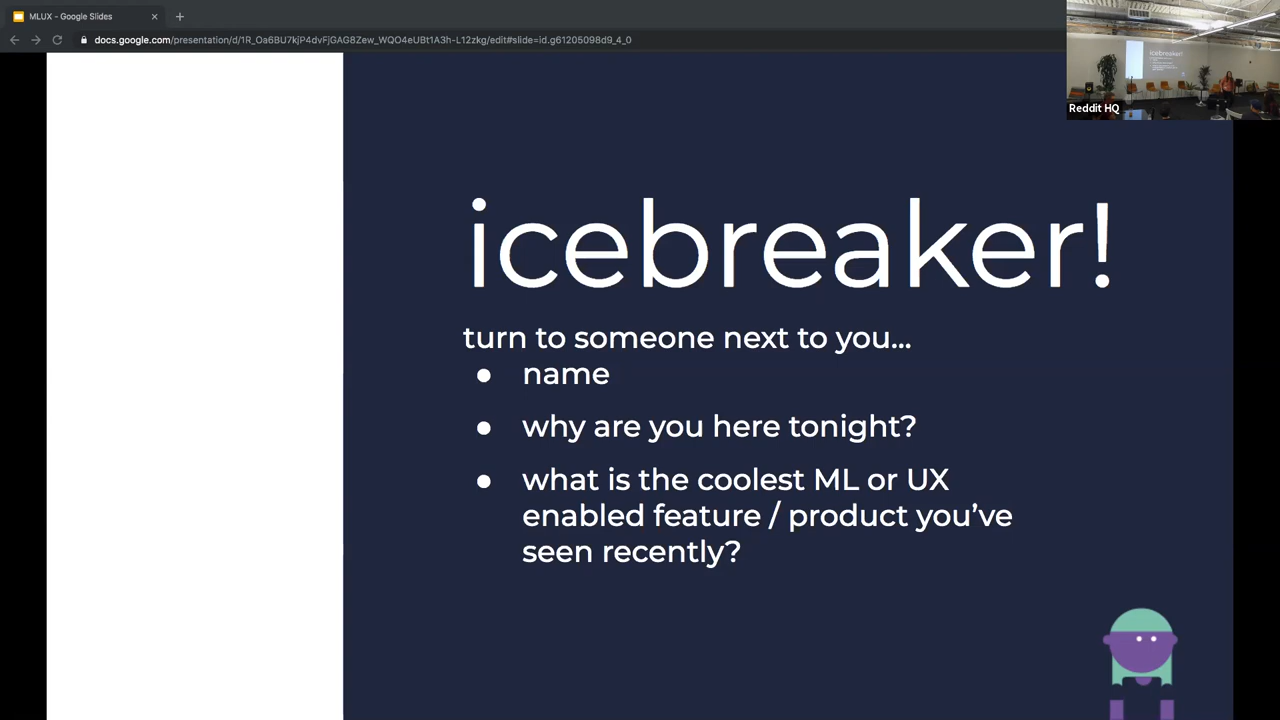 MLUX - Google Slides
docs.google.com/presentation/d/1R_Oa6BU7kjP4dvFjGAG8Zew_WQO4eUBt1A3h-L12zkg/edit#slide=id.g61205098d9_4_0
icebreaker!
Reddit HQ
icebreaker!
turn to someone next to you...
● name
● why are you here tonight?
● what is the coolest ML or UX
enabled feature / product you’ve
seen recently?